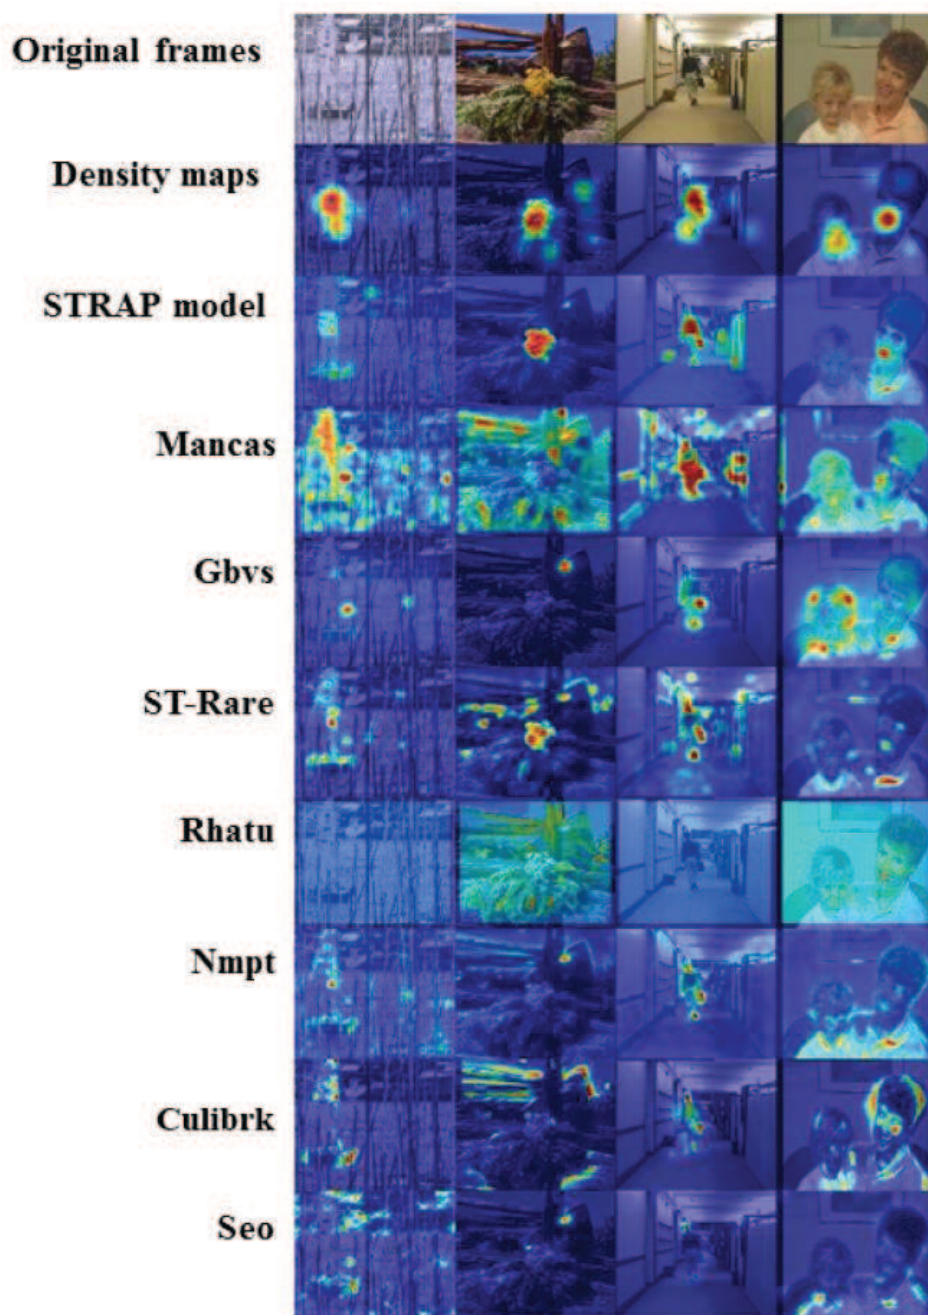 Original frames
Density maps
STRAP model
Mancas
Gbvs
ST-Rare
Rhatu
Nmpt
Culibrk
Seo